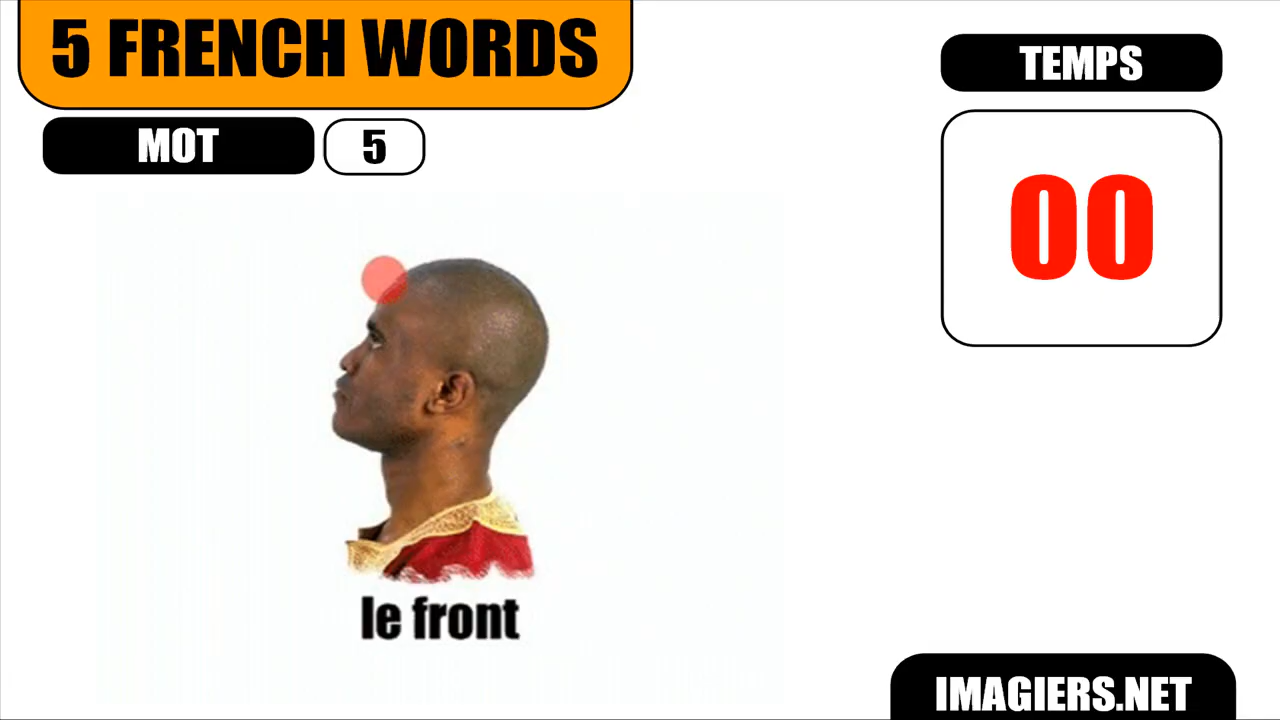 5 FRENCH WORDS
MOT 5
TEMPS
00
le front
IMAGIERS.NET